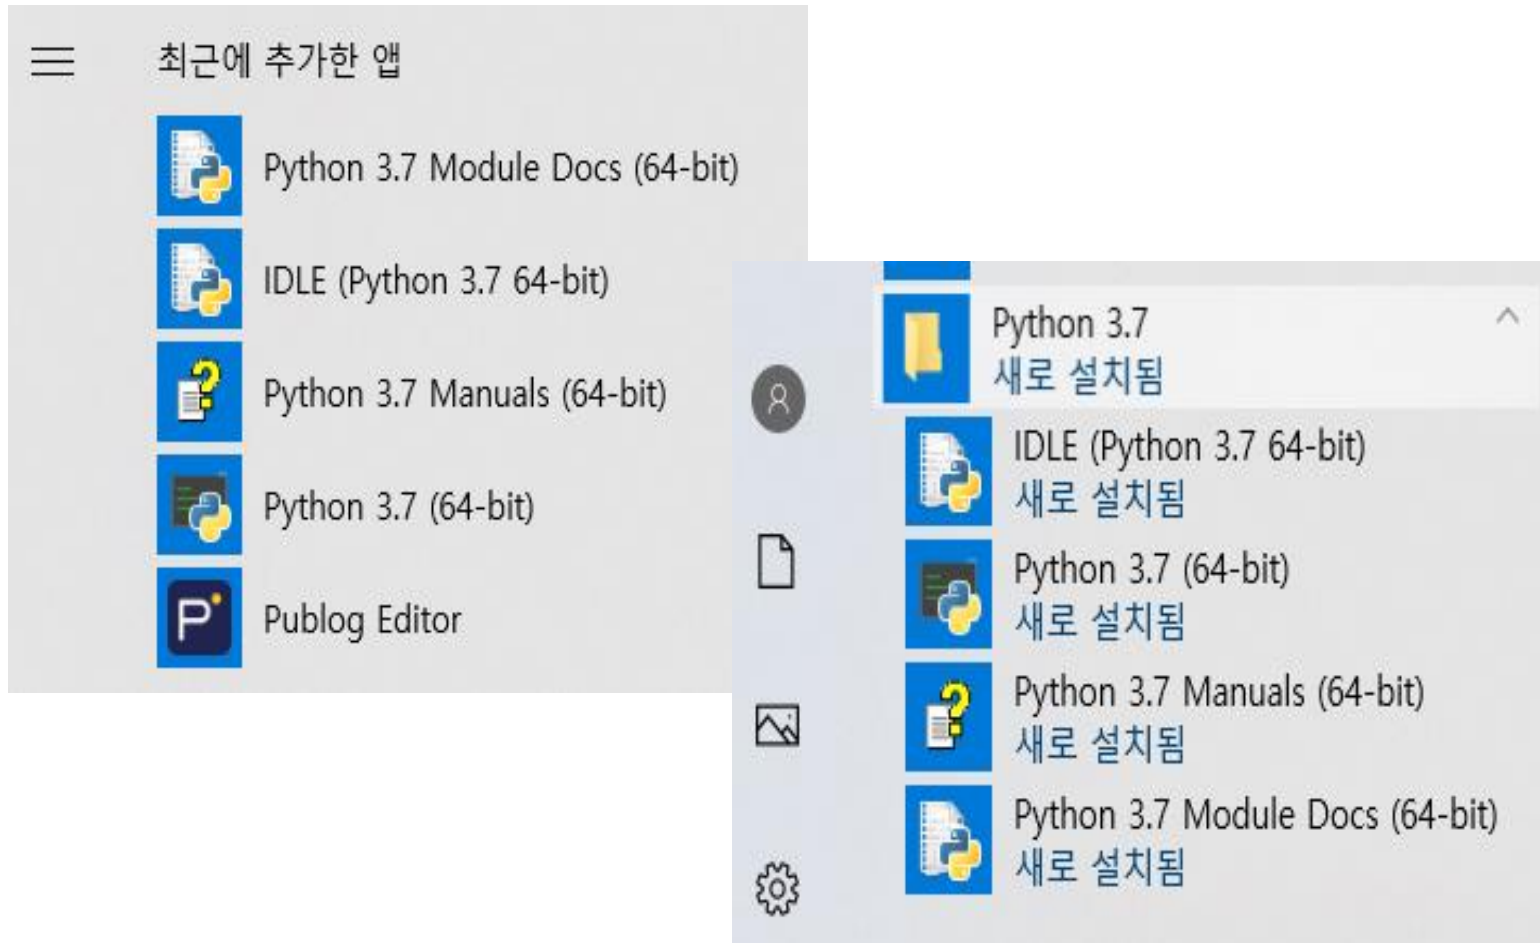 최근에 추가한 앱
Python 3.7 Module Docs (64-bit)
IDLE (Python 3.7 64-bit)
Python 3.7 Manuals (64-bit)
Python 3.7 (64-bit)
Publog Editor
Python 3.7
새로 설치됨
IDLE (Python 3.7 64-bit)
새로 설치됨
Python 3.7 (64-bit)
새로 설치됨
Python 3.7 Manuals (64-bit)
새로 설치됨
Python 3.7 Module Docs (64-bit)
새로 설치됨